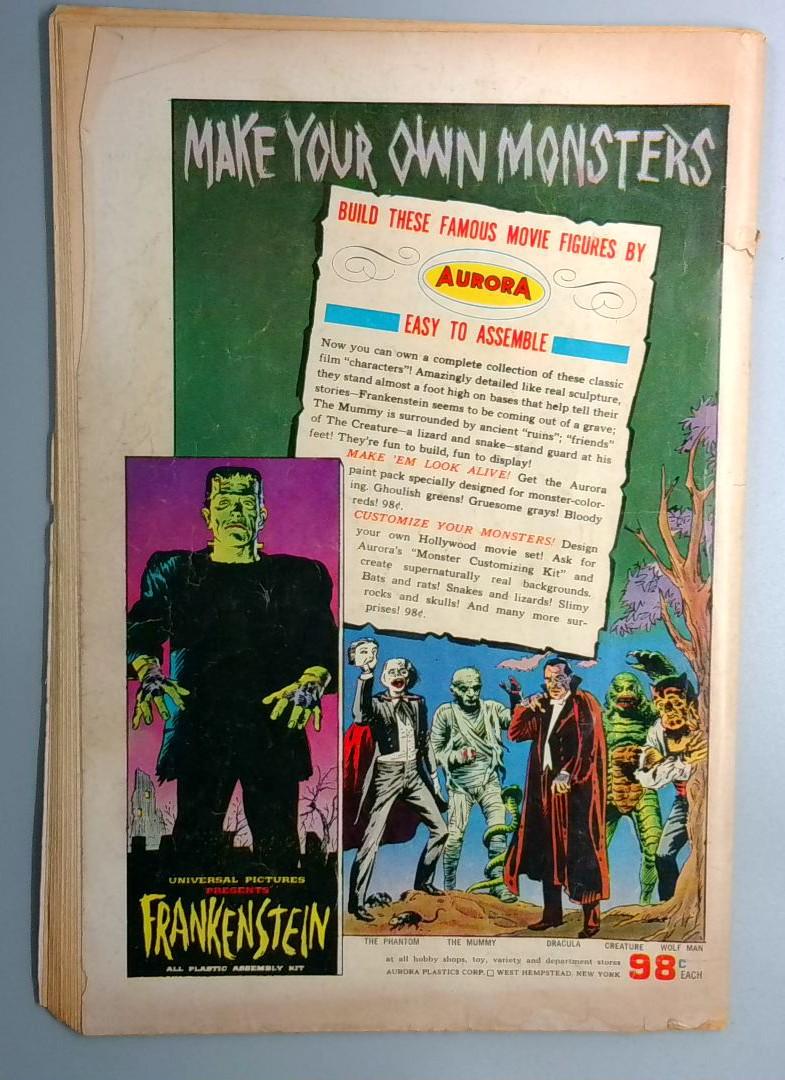 MAKE YOUR OWN MONSTERS
BUILD THESE FAMOUS MOVIE FIGURES BY
AURORA
EASY TO ASSEMBLE
Now you can own a complete collection of these classic
film "characters"! Amazingly detailed like real sculpture,
they stand almost a foot high on bases that help tell their
stories—Frankenstein seems to be coming out of a grave;
The Mummy is surrounded by ancient "ruins"; "friends"
of The Creature—a lizard and snake—stand guard at his
feet! They're fun to build, fun to display!
MAKE 'EM LOOK ALIVE! Get the Aurora
paint pack specially designed for monster-color-
ing. Ghoulish greens! Gruesome grays! Bloody
reds! 98¢.
CUSTOMIZE YOUR MONSTERS! Design
your own Hollywood movie set! Ask for
Aurora's "Monster Customizing Kit" and
create supernaturally real backgrounds.
Bats and rats! Snakes and lizards! Slimy
rocks and skulls! And many more sur-
prises! 98¢.
UNIVERSAL PICTURES
PRESENTS
FRANKENSTEIN
ALL PLASTIC ASSEMBLY KIT
THE PHANTOM THE MUMMY DRACULA CREATURE WOLF MAN
at all hobby shops, toy, variety and department stores
AURORA PLASTICS CORP. □ WEST HEMPSTEAD, NEW YORK
98¢ EACH